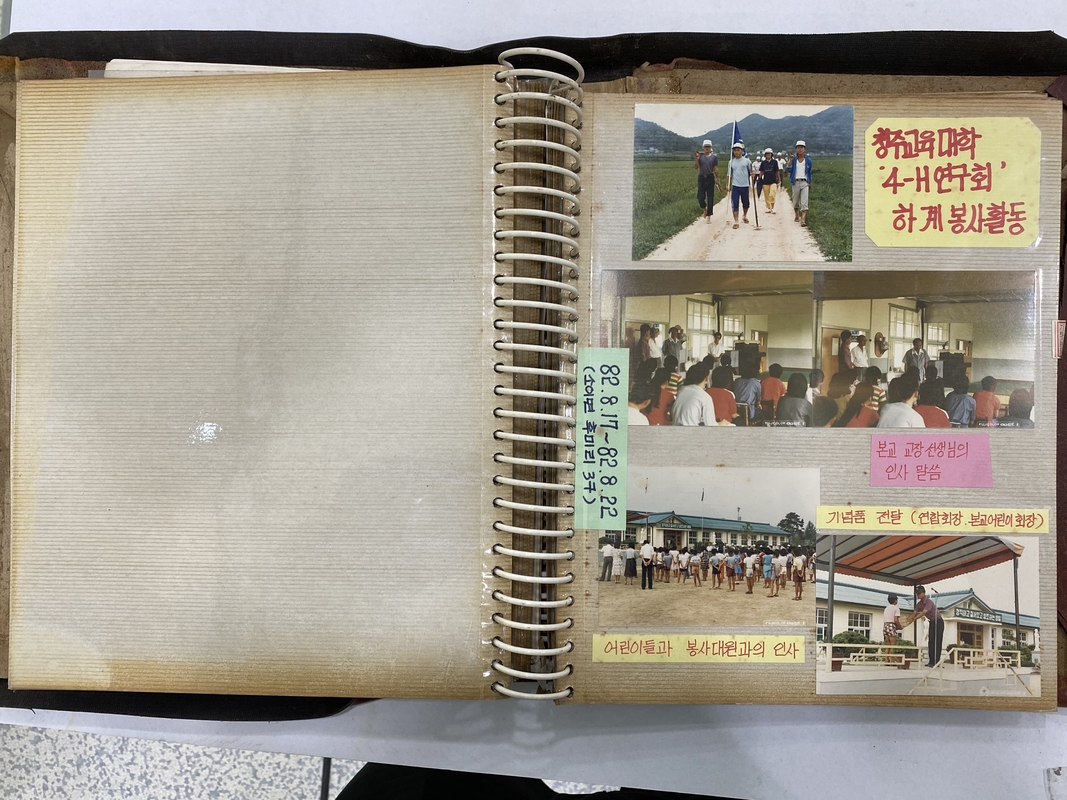 청주교육대학
'4-H연구회'
하계봉사활동
82.8.17~82.8.22
(소이면 후미리 3구)
본교 교장선생님의
인사 말씀
기념품 전달 (연합회장. 본교어린이회장)
어린이들과 봉사대원과의 인사